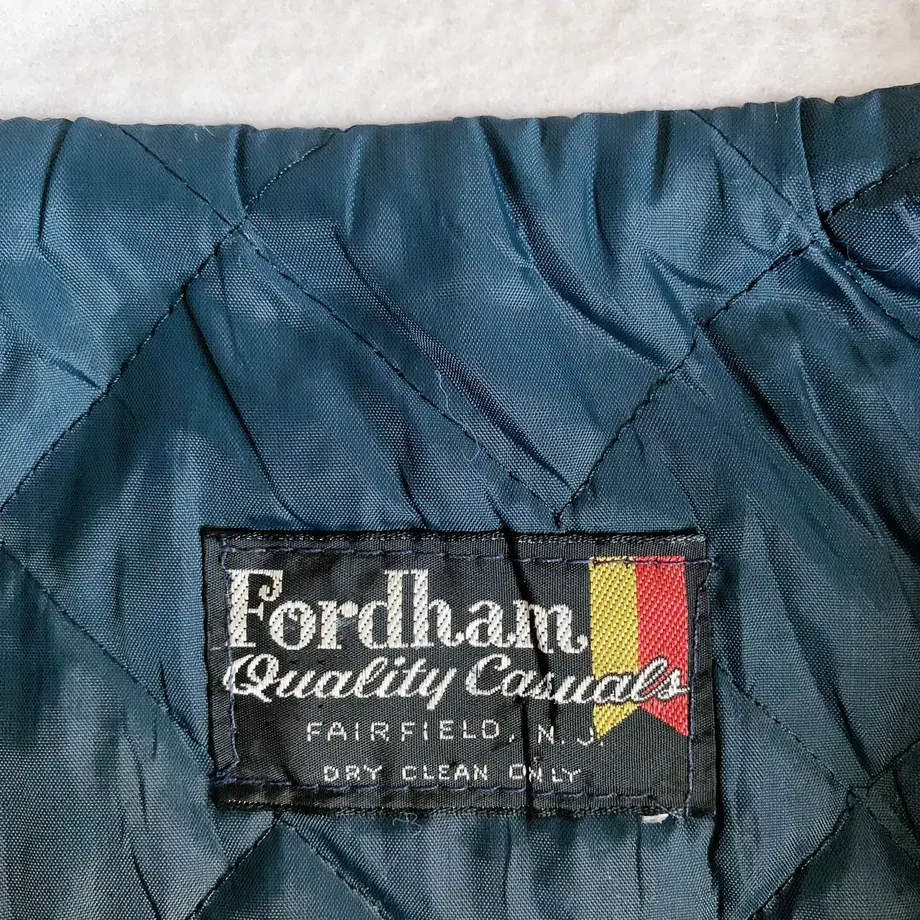 Fordham
Quality Casuals
FAIRFIELD, N.J.
DRY CLEAN ONLY